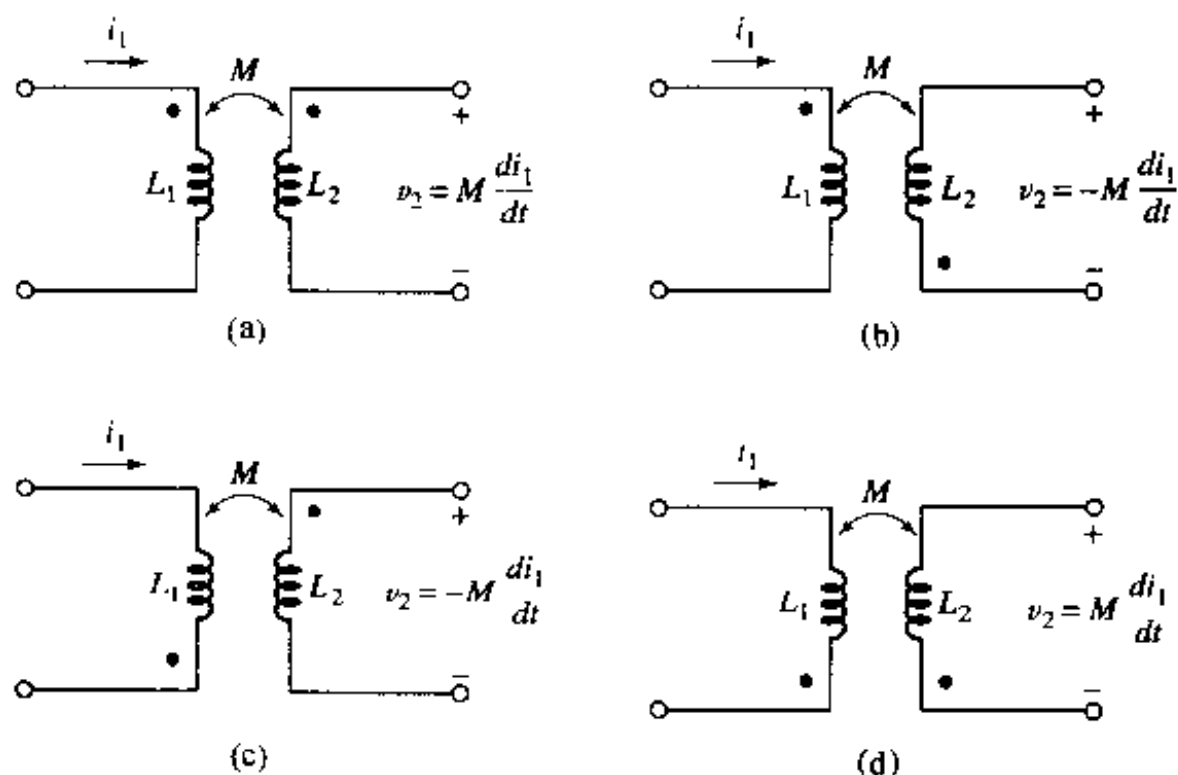 i₁
M
L₁ L₂ v₂ = M di₁/dt
+
−
(a)
i₁
M
L₁ L₂ v₂ = −M di₁/dt
+
−
(b)
i₁
M
L₁ L₂ v₂ = −M di₁/dt
+
−
(c)
i₁
M
L₁ L₂ v₂ = M di₁/dt
+
−
(d)